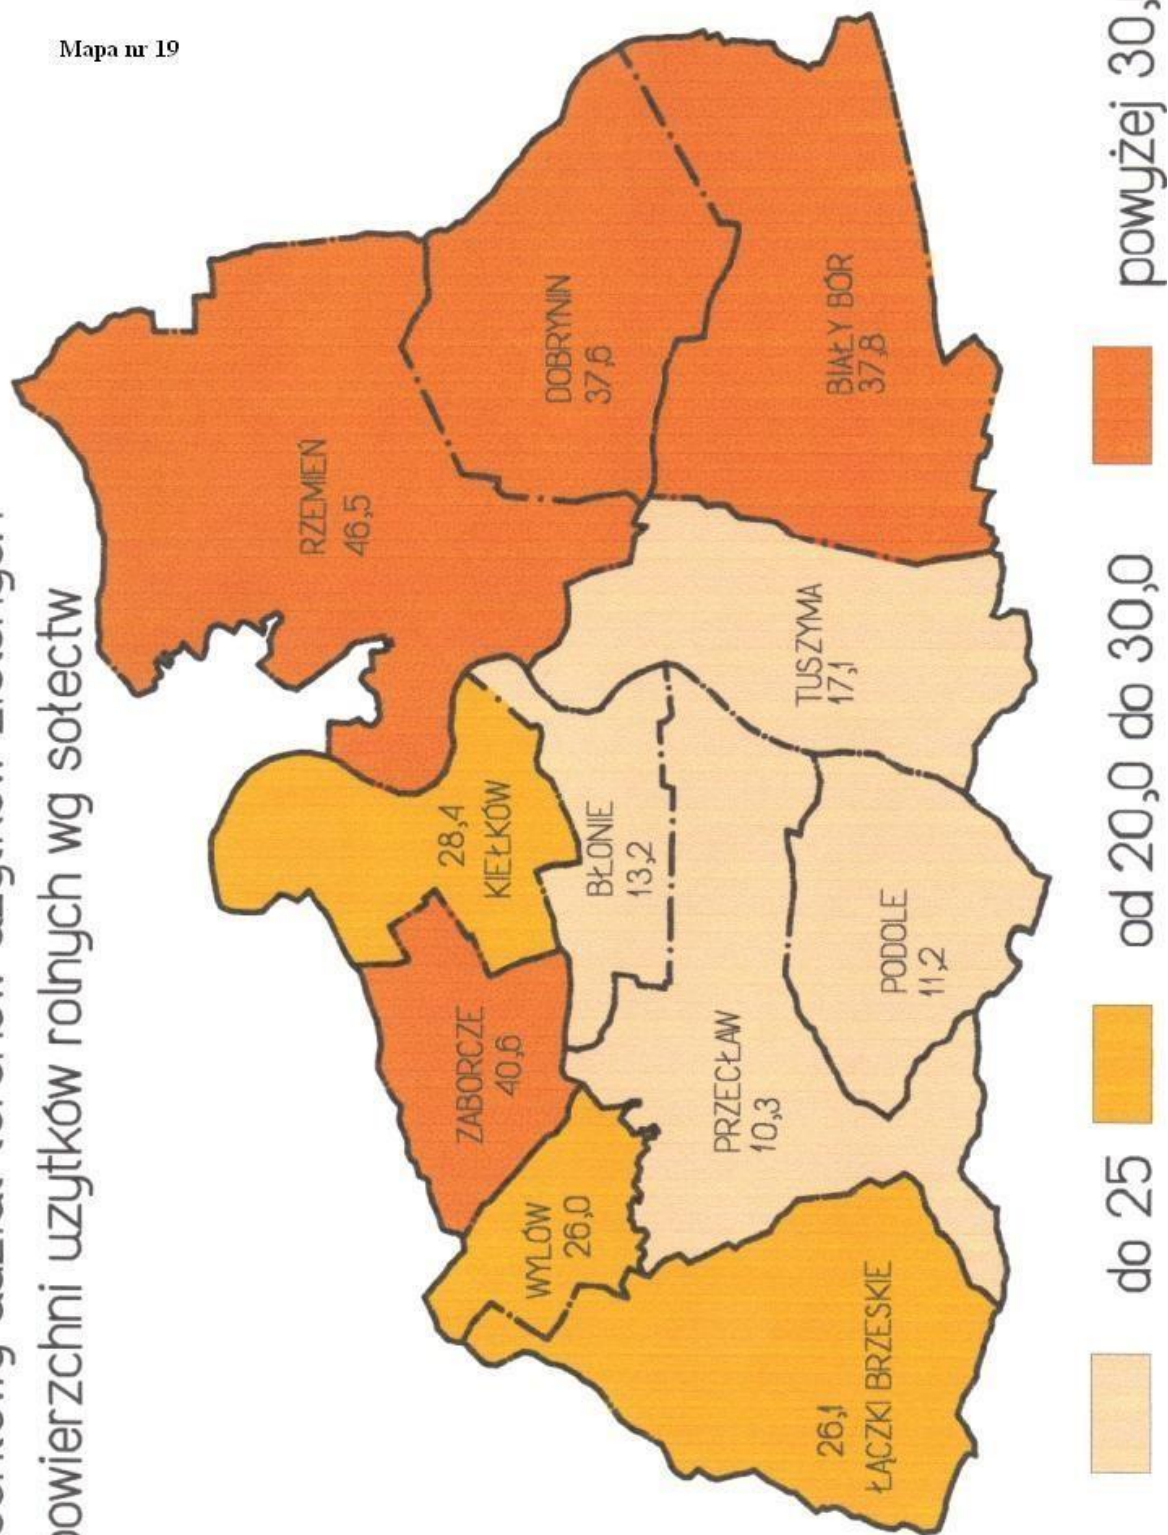 Mapa nr 19
powierzchni uzytków rolnych wg sołectw
RZEMIEŃ
46,5
DOBRYNIN
37,6
BIAŁY BÓR
37,8
28,4
KIEŁKÓW
ZABORCZE
40,6
BŁONIE
13,2
TUSZYMA
17,1
WYLÓW
26,0
PRZECŁAW
10,3
PODOLE
11,2
26,1
ŁĄCZKI BRZESKIE
do 25
od 20,0 do 30,0
powyżej 30,